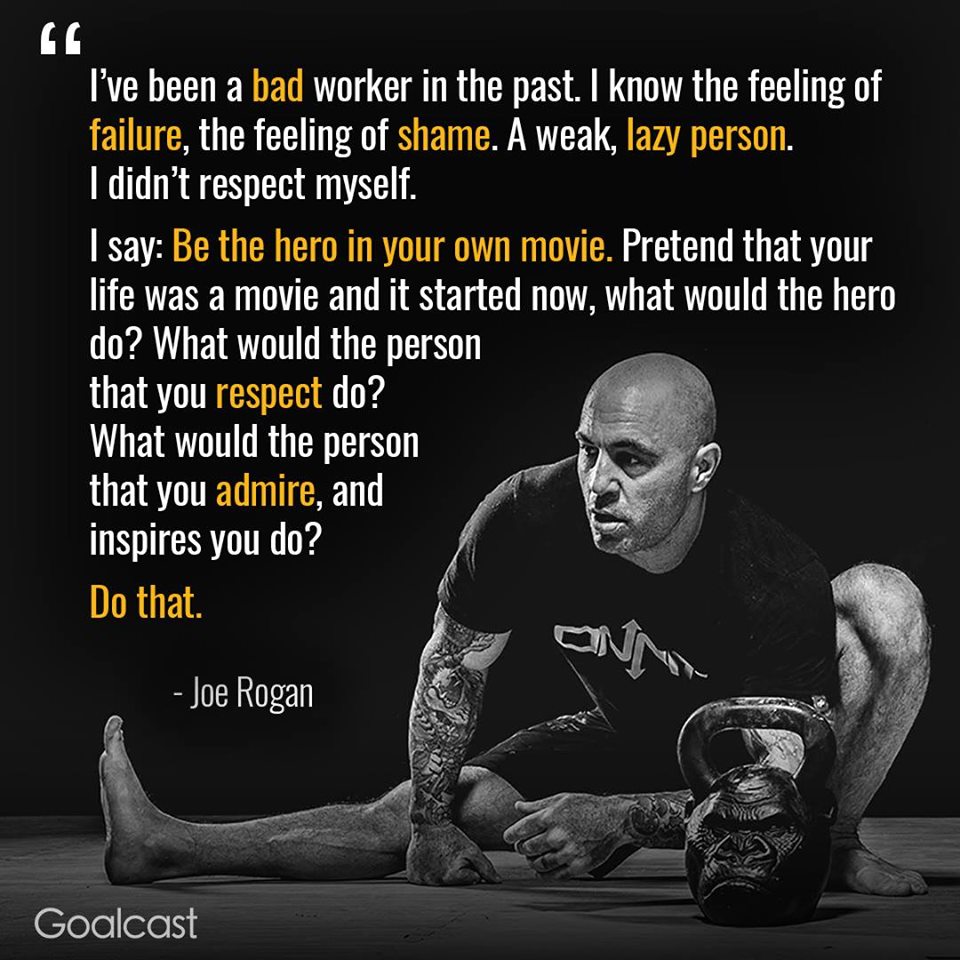 “
I’ve been a bad worker in the past. I know the feeling of
failure, the feeling of shame. A weak, lazy person.
I didn’t respect myself.
I say: Be the hero in your own movie. Pretend that your
life was a movie and it started now, what would the hero
do? What would the person
that you respect do?
What would the person
that you admire, and
inspires you do?
Do that.
- Joe Rogan
ONNIT
Goalcast